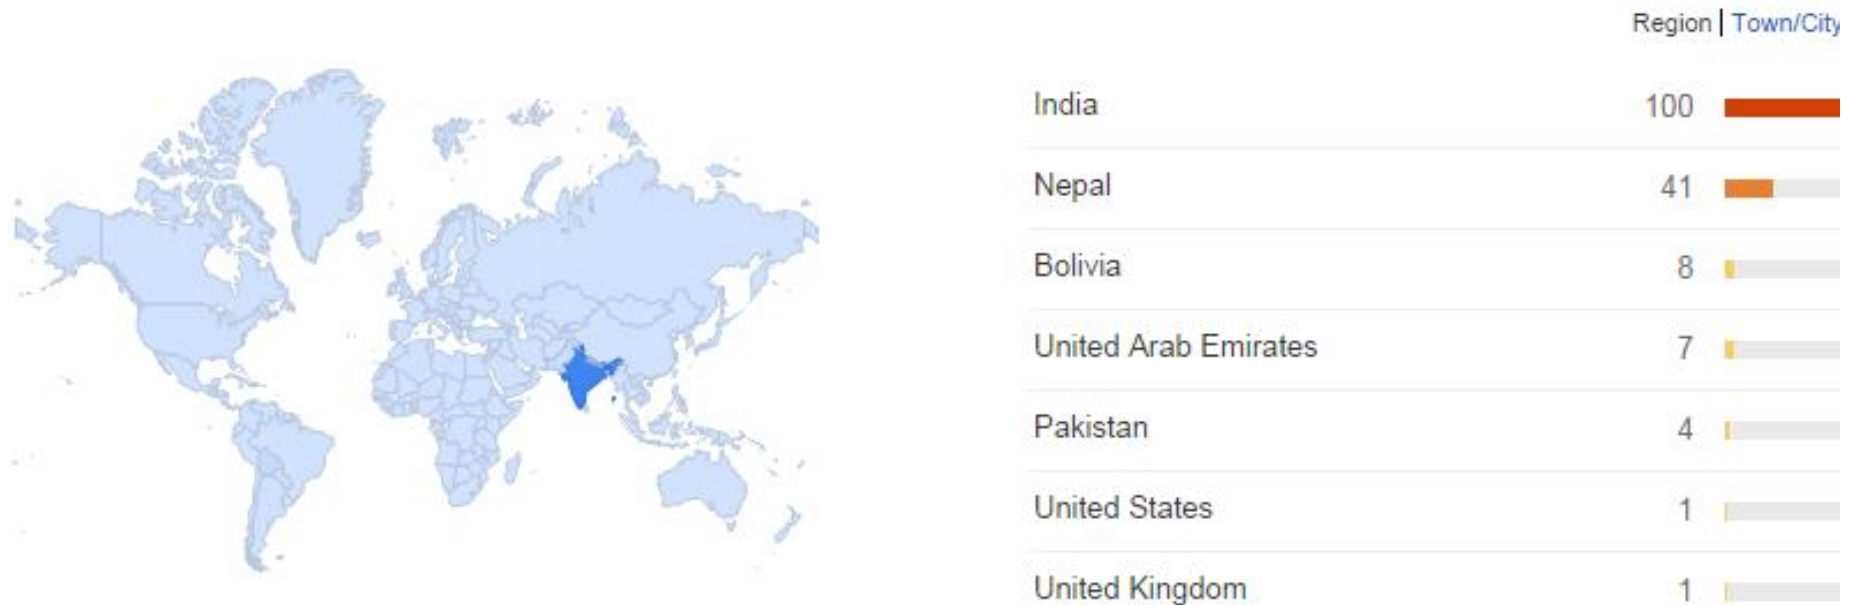 Region | Town/City
India 100
Nepal 41
Bolivia 8
United Arab Emirates 7
Pakistan 4
United States 1
United Kingdom 1